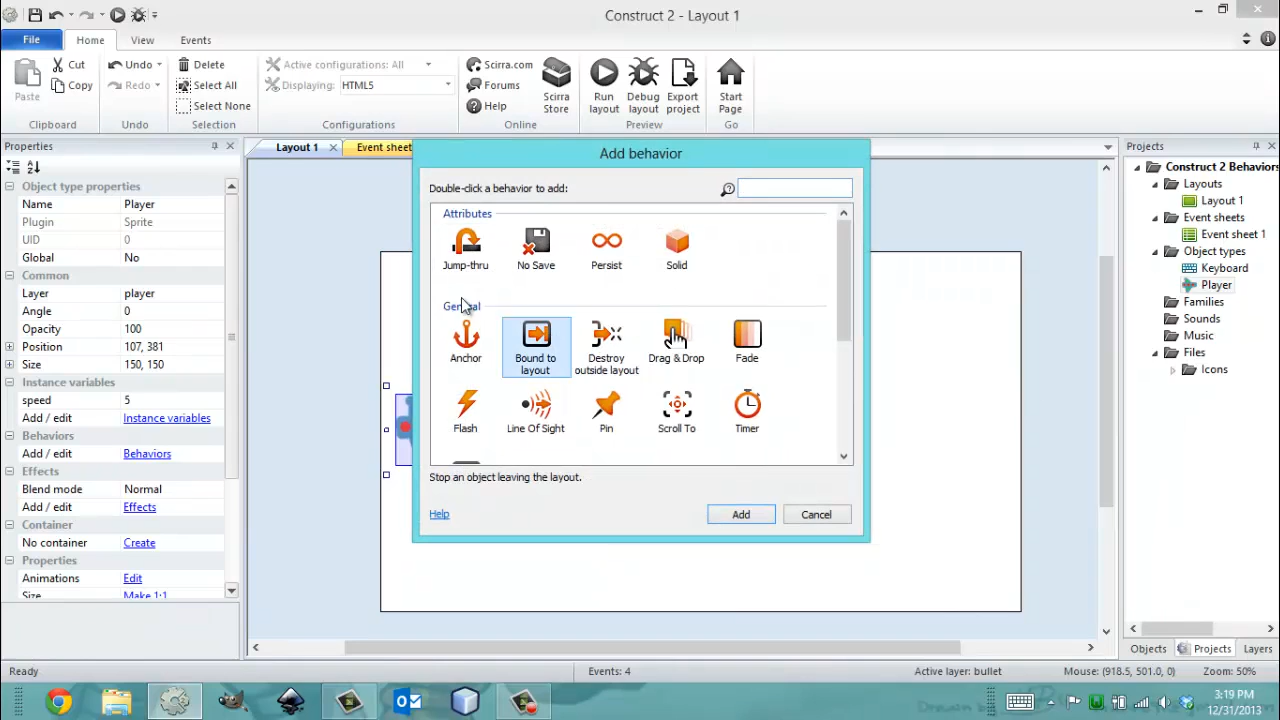 Construct 2 - Layout 1
File
Home
View
Events
Paste
Cut
Copy
Clipboard
Undo
Redo
Undo
Delete
Select All
Select None
Selection
Active configurations: All
Displaying:
HTML5
Configurations
Scirra.com
Forums
Help
Scirra Store
Online
Run layout
Debug layout
Export project
Preview
Start Page
Go
Properties
Object type properties
Name Player
Plugin Sprite
UID 0
Global No
Common
Layer player
Angle 0
Opacity 100
Position 107, 381
Size 150, 150
Instance variables
speed 5
Add / edit Instance variables
Behaviors
Add / edit Behaviors
Effects
Blend mode Normal
Add / edit Effects
Container
No container Create
Properties
Animations Edit
Size Make 1:1
Layout 1
Event sheet
Add behavior
Double-click a behavior to add:
Attributes
Jump-thru
No Save
Persist
Solid
General
Anchor
Bound to layout
Destroy outside layout
Drag & Drop
Fade
Flash
Line Of Sight
Pin
Scroll To
Timer
Stop an object leaving the layout.
Help
Add
Cancel
Projects
Construct 2 Behaviors
Layouts
Layout 1
Event sheets
Event sheet 1
Object types
Keyboard
Player
Families
Sounds
Music
Files
Icons
Objects
Projects
Layers
Ready
Events: 4
Active layer: bullet
Mouse: (918.5, 501.0, 0)
Zoom: 50%
3:19 PM
12/31/2013